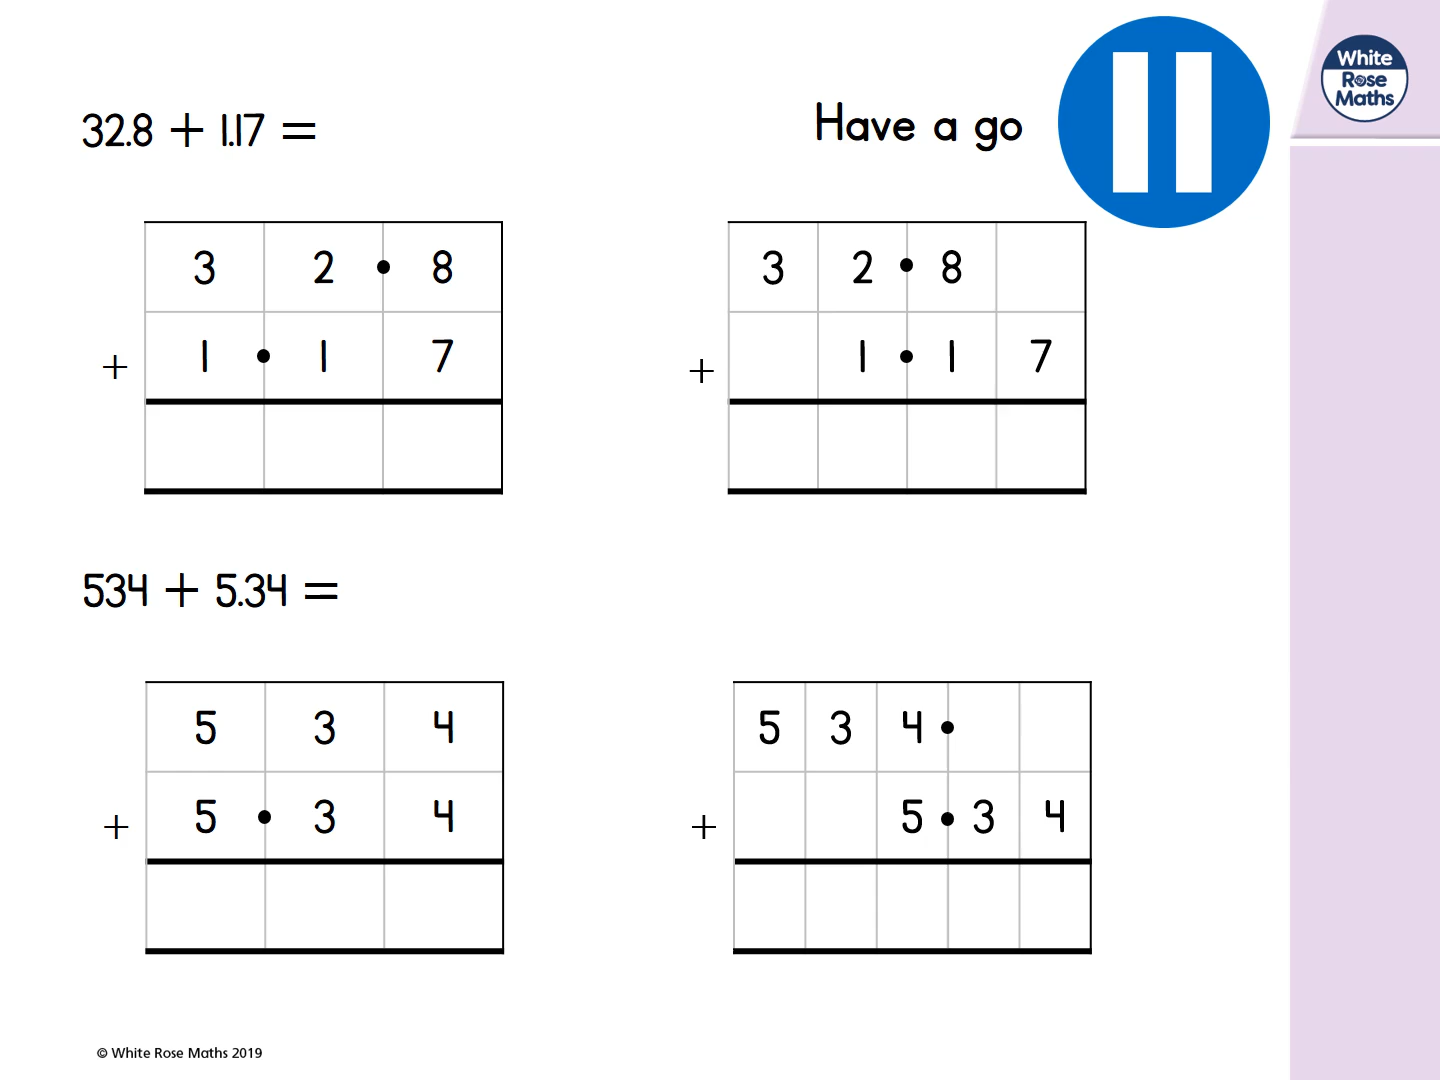 White
Rose
Maths
Have a go
32.8 + 1.17 =
3 2 . 8
+ 1 . 1 7
3 2 . 8
+ 1 . 1 7
534 + 5.34 =
5 3 4
+ 5 . 3 4
5 3 4 .
+ 5 . 3 4
© White Rose Maths 2019